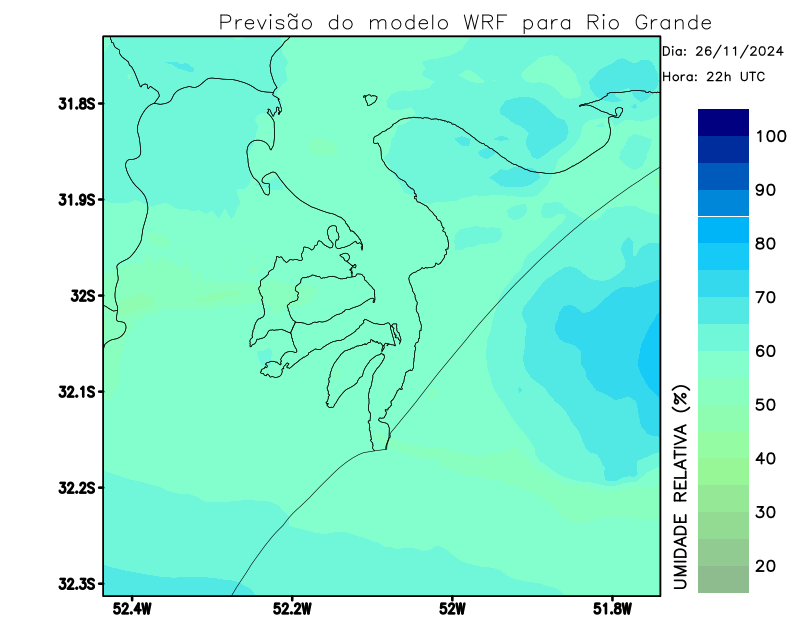 Previsão do modelo WRF para Rio Grande
Dia: 26/11/2024
Hora: 22h UTC
31.8S
31.9S
32S
32.1S
32.2S
32.3S
52.4W
52.2W
52W
51.8W
UMIDADE RELATIVA (%)
100
90
80
70
60
50
40
30
20